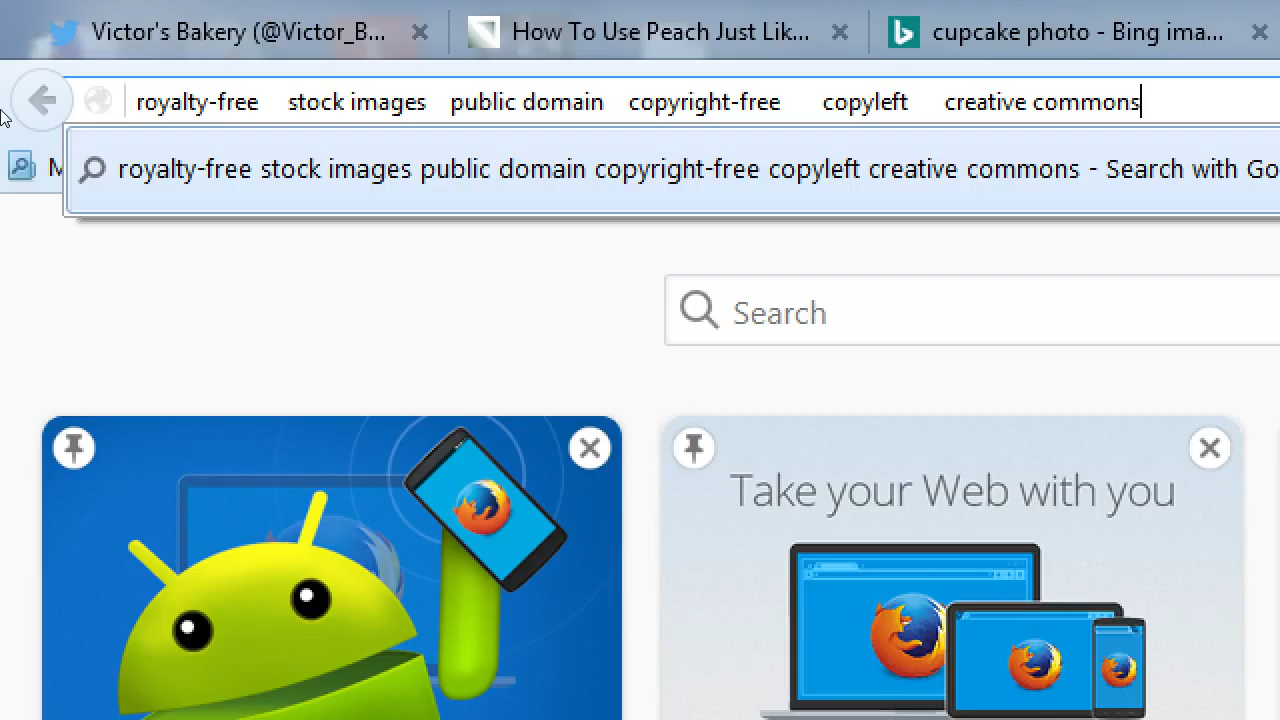 Victor's Bakery (@Victor_B... How To Use Peach Just Lik... cupcake photo - Bing ima...
royalty-free stock images public domain copyright-free copyleft creative commons
M
royalty-free stock images public domain copyright-free copyleft creative commons - Search with Go
Search
Take your Web with you